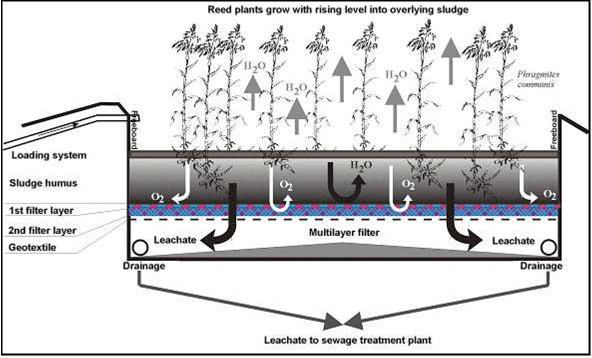 Reed plants grow with rising level into overlying sludge
H2O
H2O
H2O
Phragmites
communis
Freeboard
Freeboard
Loading system
Sludge humus
H2O
O2
O2
O2
O2
1st filter layer
2nd filter layer
Geotextile
Leachate
Multilayer filter
Leachate
Drainage
Drainage
Leachate to sewage treatment plant